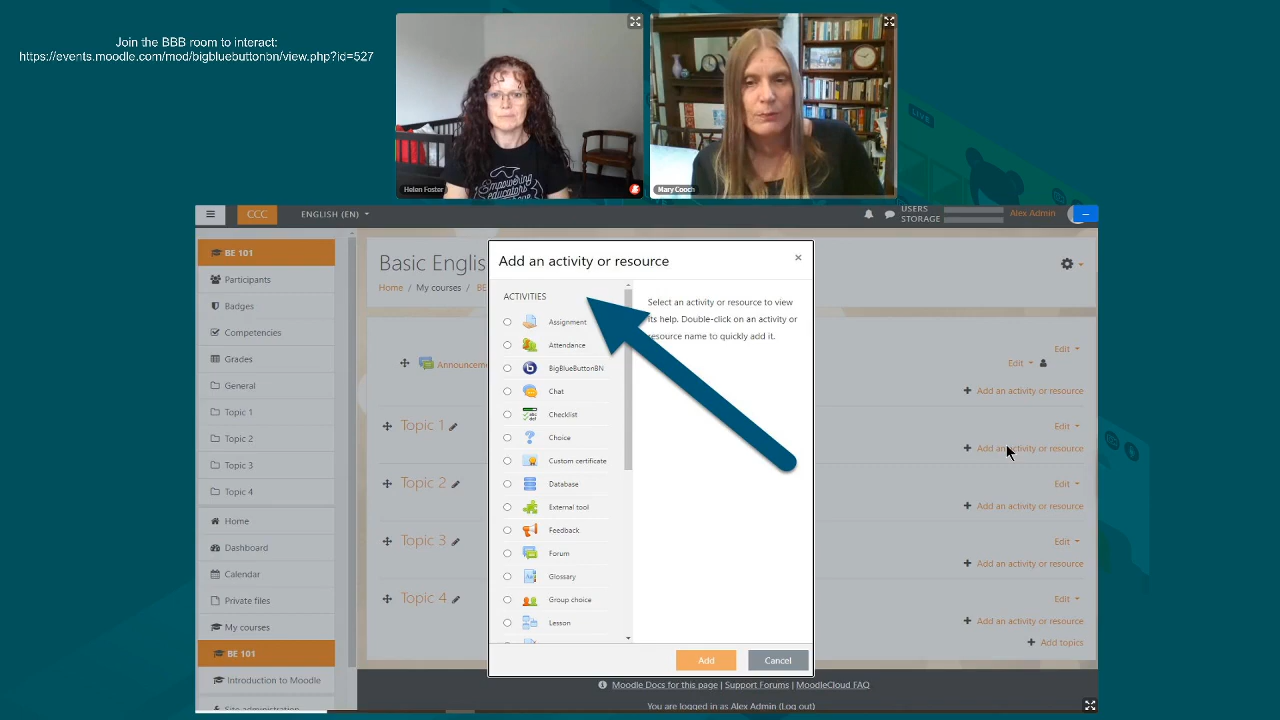 Join the BBB room to interact:
https://events.moodle.com/mod/bigbluebuttonbn/view.php?id=527
LIVE
Empowering
educators
Helen Foster
Mary Cooch
CCC
ENGLISH (EN)
USERS
STORAGE
Alex Admin
BE 101
Participants
Badges
Competencies
Grades
General
Topic 1
Topic 2
Topic 3
Topic 4
Home
Dashboard
Calendar
Private files
My courses
BE 101
Introduction to Moodle
Site administration
Basic Englis
Home / My courses / BE
Announceme
Edit
Edit
+ Add an activity or resource
Topic 1
Edit
+ Add an activity or resource
Topic 2
Edit
+ Add an activity or resource
Topic 3
Edit
+ Add an activity or resource
Topic 4
Edit
+ Add an activity or resource
+ Add topics
Add an activity or resource
×
ACTIVITIES
Assignment
Attendance
BigBlueButtonBN
Chat
Checklist
Choice
Custom certificate
Database
External tool
Feedback
Forum
Glossary
Group choice
Lesson
Select an activity or resource to view
its help. Double-click on an activity or
resource name to quickly add it.
Add
Cancel
Moodle Docs for this page | Support Forums | MoodleCloud FAQ
You are logged in as Alex Admin (Log out)